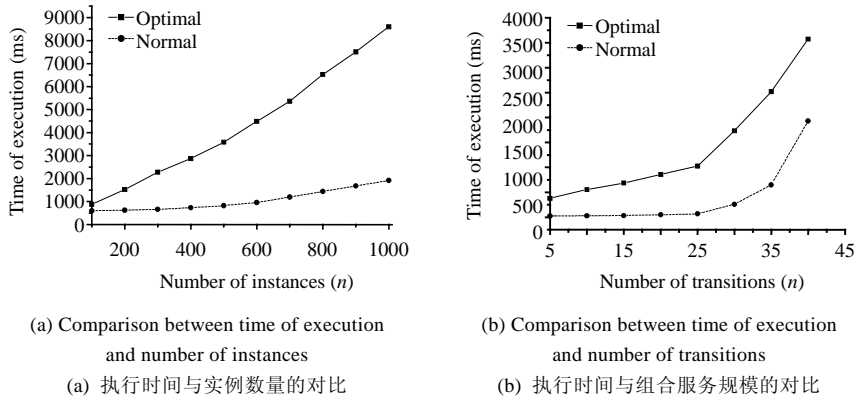 9000
8000
7000
6000
5000
4000
3000
2000
1000
0
Time of execution (ms)
Optimal
Normal
200 400 600 800 1000
Number of instances (n)
(a) Comparison between time of execution
and number of instances
(a) 执行时间与实例数量的对比
4000
3500
3000
2500
2000
1500
1000
500
0
Time of execution (ms)
Optimal
Normal
5 10 15 20 25 30 35 40 45
Number of transitions (n)
(b) Comparison between time of execution
and number of transitions
(b) 执行时间与组合服务规模的对比